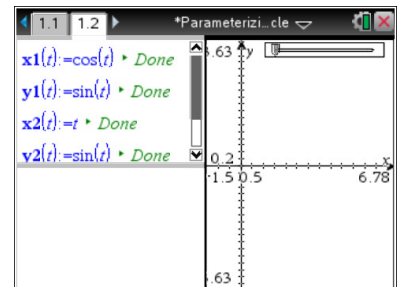 1.1 1.2 *Parameterizi...cle
x1(t):=cos(t) ▸ Done
y1(t):=sin(t) ▸ Done
x2(t):=t ▸ Done
y2(t):=sin(t) ▸ Done
.63 y
0.2 x
-1.5 0.5 6.78
.63